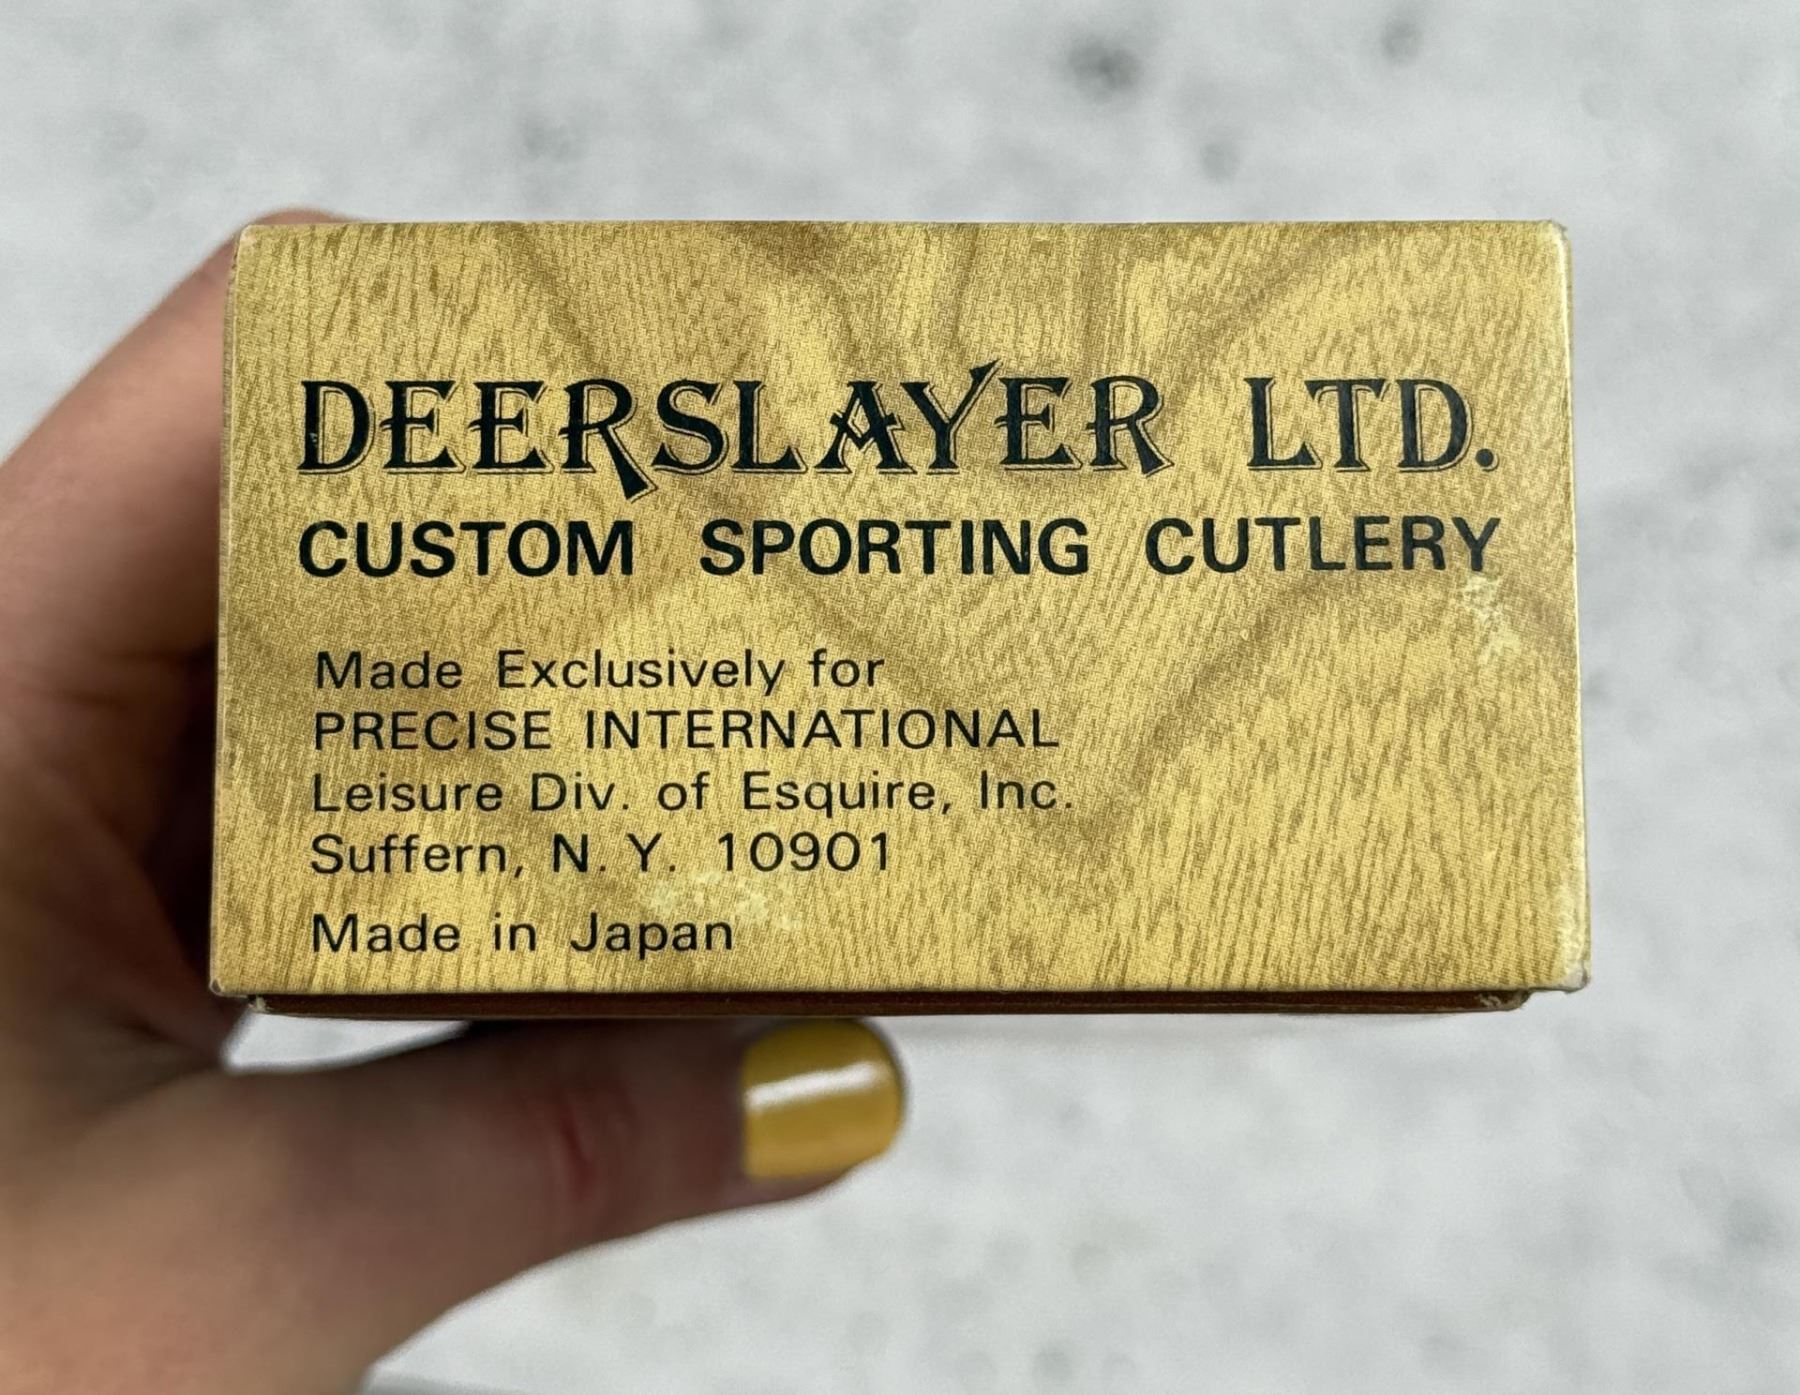 DEERSLAYER LTD.
CUSTOM SPORTING CUTLERY
Made Exclusively for
PRECISE INTERNATIONAL
Leisure Div. of Esquire, Inc.
Suffern, N. Y. 10901
Made in Japan